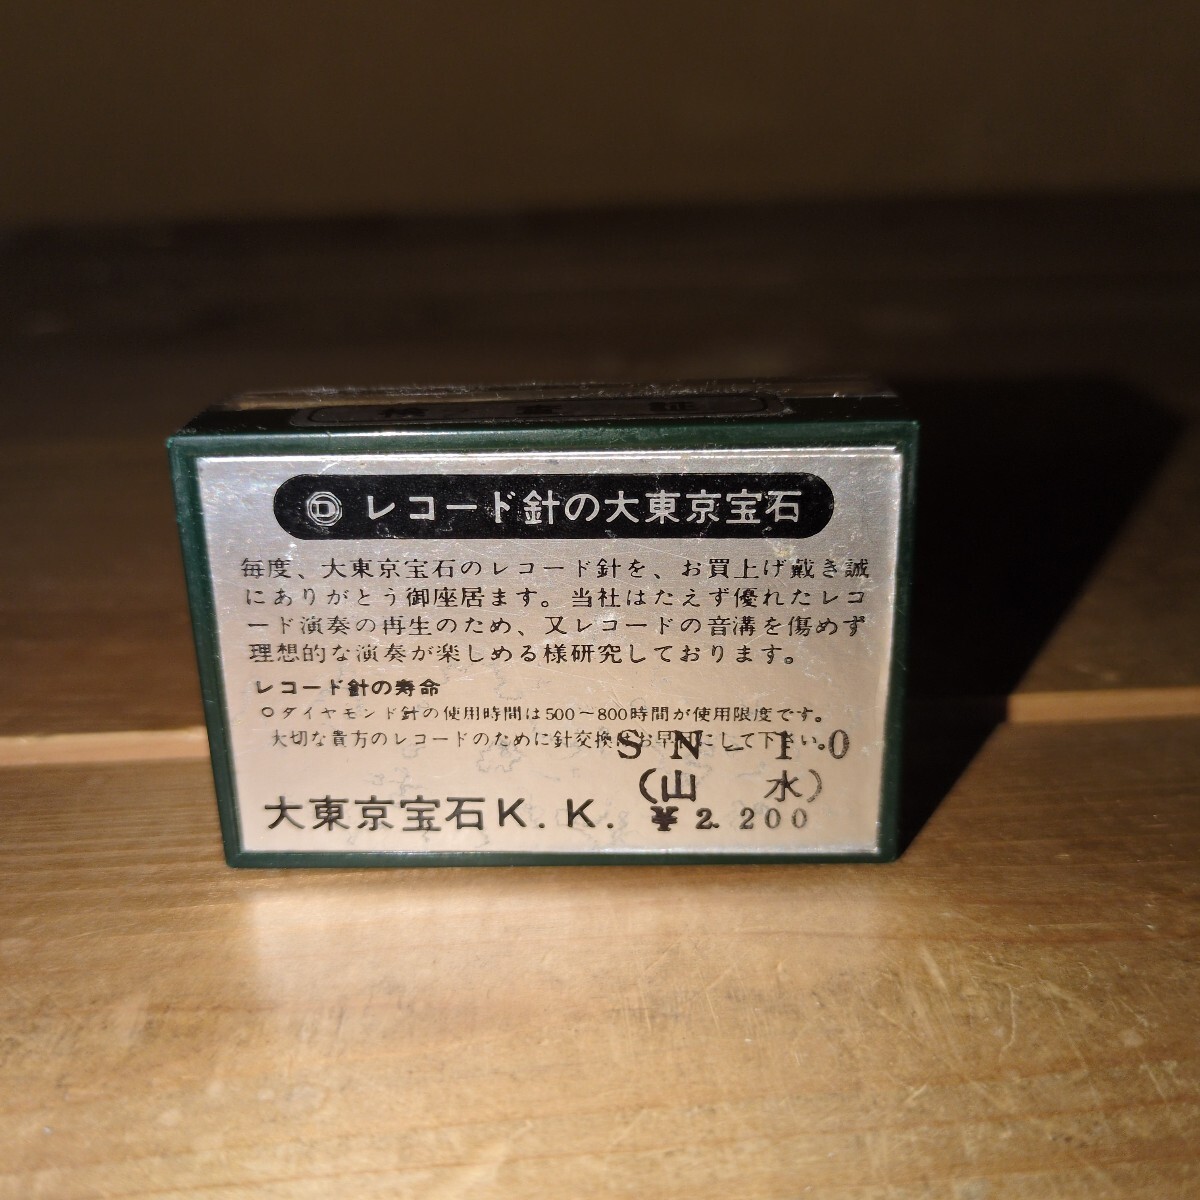 検査証
D レコード針の大東京宝石
毎度、大東京宝石のレコード針を、お買上げ戴き誠
にありがとう御座居ます。当社はたえず優れたレコ
ード演奏の再生のため、又レコードの音溝を傷めず
理想的な演奏が楽しめる様研究しております。
レコード針の寿命
○ダイヤモンド針の使用時間は500〜800時間が使用限度です。
大切な貴方のレコードのために針交換はお早目にして下さい。
SN-10
(山 水)
大東京宝石K.K.
¥2.200